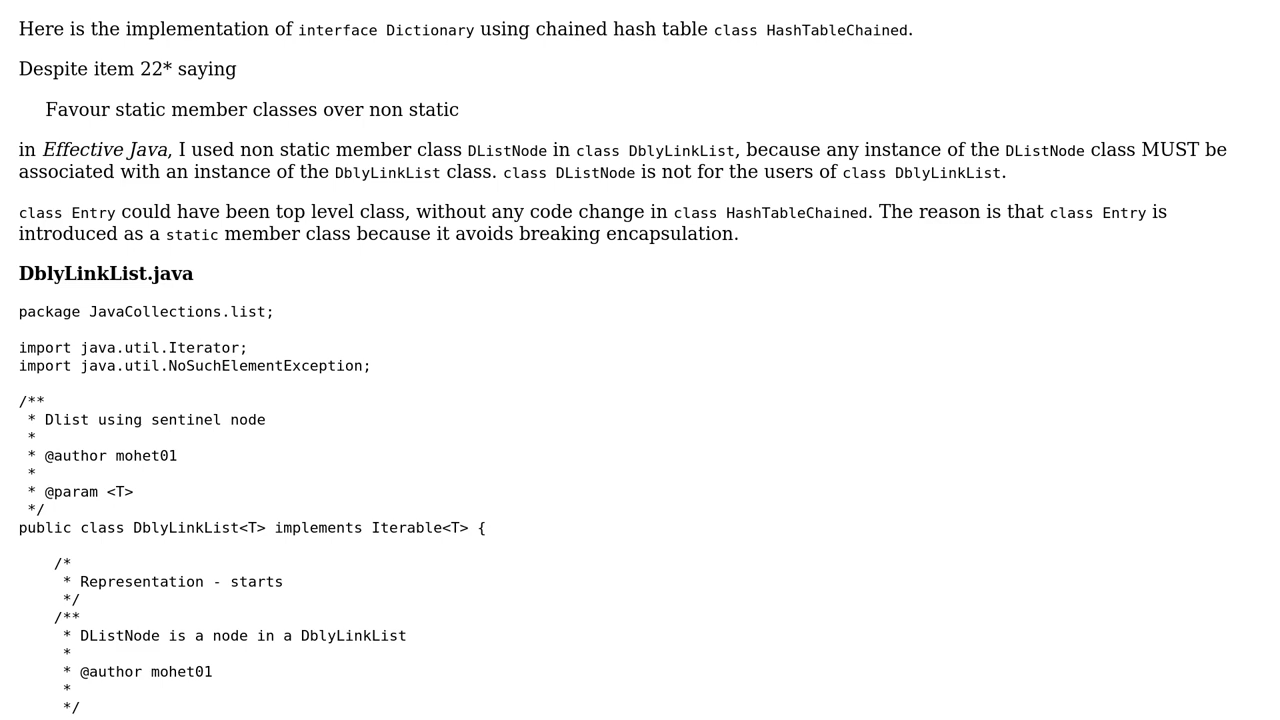 Here is the implementation of interface Dictionary using chained hash table class HashTableChained.
Despite item 22* saying
Favour static member classes over non static
in Effective Java, I used non static member class DListNode in class DblyLinkList, because any instance of the DListNode class MUST be
associated with an instance of the DblyLinkList class. class DListNode is not for the users of class DblyLinkList.
class Entry could have been top level class, without any code change in class HashTableChained. The reason is that class Entry is
introduced as a static member class because it avoids breaking encapsulation.
DblyLinkList.java
package JavaCollections.list;

import java.util.Iterator;
import java.util.NoSuchElementException;

/**
 * Dlist using sentinel node
 *
 * @author mohet01
 *
 * @param <T>
 */
public class DblyLinkList<T> implements Iterable<T> {

    /*
     * Representation - starts
     */
    /**
     * DListNode is a node in a DblyLinkList
     *
     * @author mohet01
     *
     */